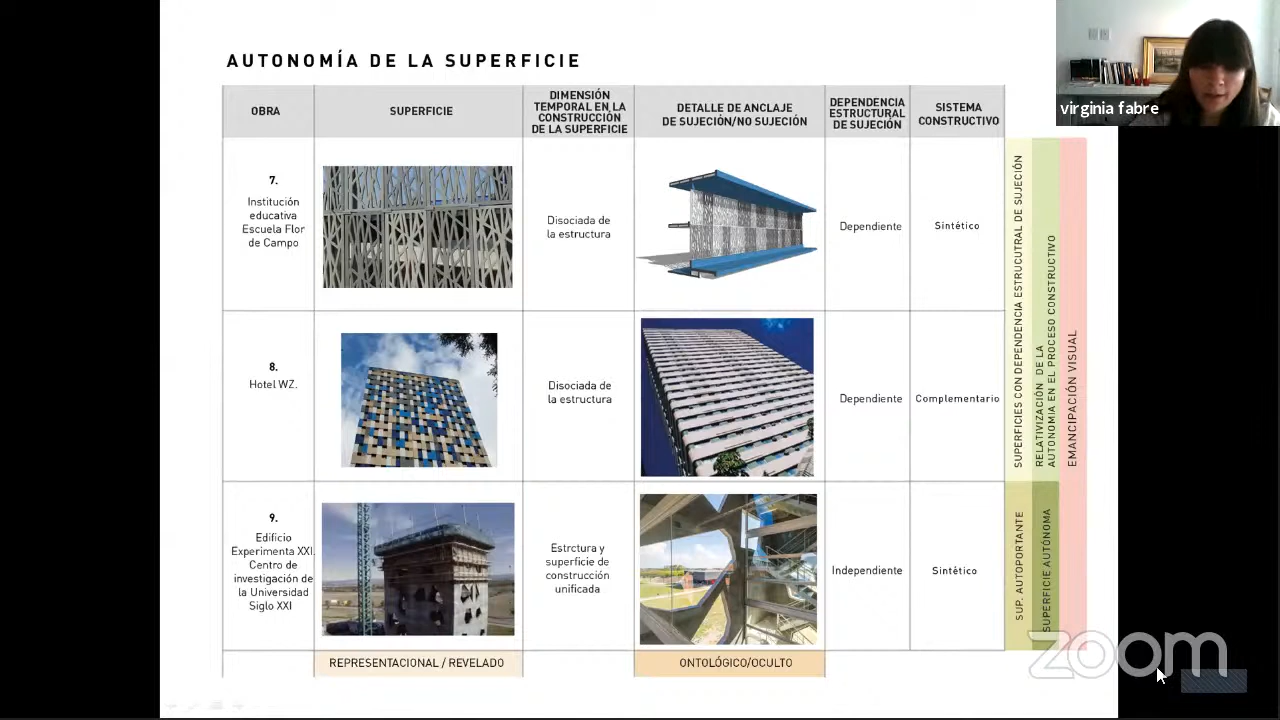 AUTONOMÍA DE LA SUPERFICIE
virginia fabre
OBRA
SUPERFICIE
DIMENSIÓN
TEMPORAL EN LA
CONSTRUCCIÓN
DE LA SUPERFICIE
DETALLE DE ANCLAJE
DE SUJECIÓN/NO SUJECIÓN
DEPENDENCIA
ESTRUCTURAL
DE SUJECIÓN
SISTEMA
CONSTRUCTIVO
7.
Institución
educativa
Escuela Flor
de Campo
Disociada de
la estructura
Dependiente
Sintético
8.
Hotel WZ.
Disociada de
la estructura
Dependiente
Complementario
9.
Edificio
Experimenta XXI.
Centro de
investigación de
la Universidad
Siglo XXI
Estrctura y
superficie de
construcción
unificada
Independiente
Sintético
SUPERFICIES CON DEPENDENCIA ESTRUCUTRAL DE SUJECIÓN
RELATIVIZACIÓN DE LA
AUTONOMIA EN EL PROCESO CONSTRUCTIVO
EMANCIPACIÓN VISUAL
SUP. AUTOPORTANTE
SUPERFICIE AUTÓNOMA
REPRESENTACIONAL / REVELADO
ONTOLÓGICO/OCULTO
zoom